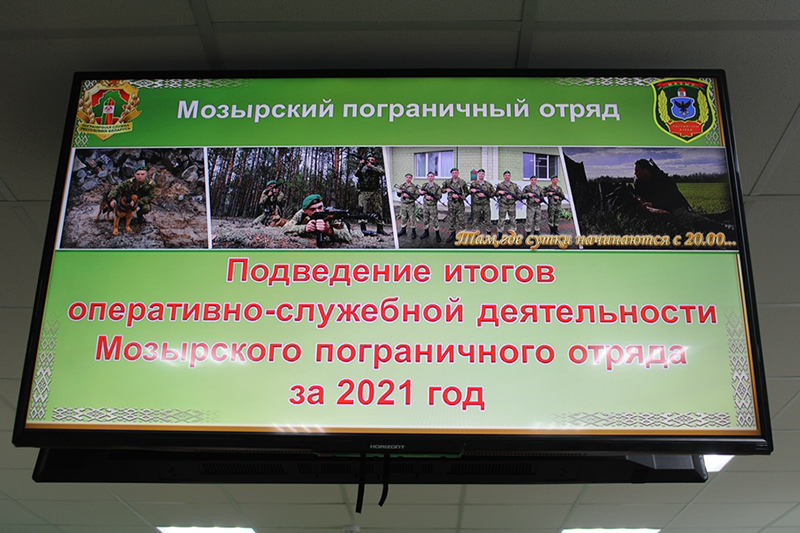 Мозырский пограничный отряд
Там,где сутки начинаются с 20.00...
Подведение итогов
оперативно-служебной деятельности
Мозырского пограничного отряда
за 2021 год
HORIZONT